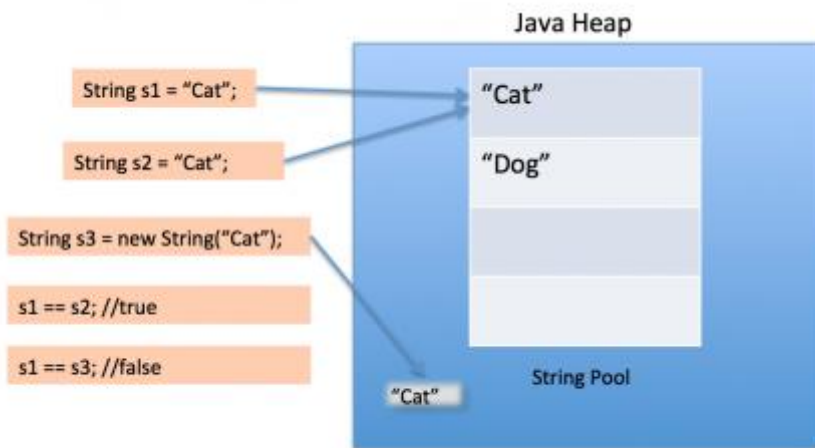 Java Heap
String s1 = “Cat”;
“Cat”
String s2 = “Cat”;
“Dog”
String s3 = new String(“Cat”);
s1 == s2; //true
s1 == s3; //false
String Pool
“Cat”